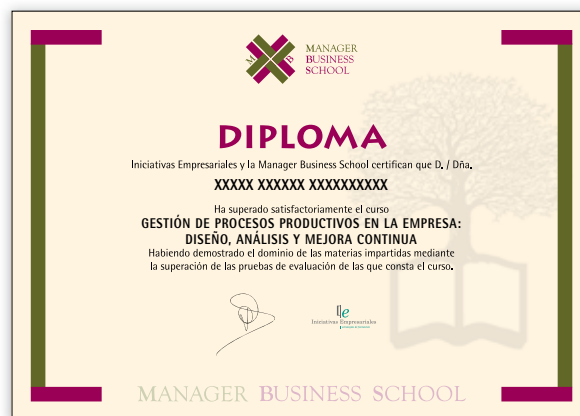 M B
MANAGER
BUSINESS
SCHOOL
DIPLOMA
Iniciativas Empresariales y la Manager Business School certifican que D. / Dña.
XXXXX XXXXXX XXXXXXXXXX
Ha superado satisfactoriamente el curso
GESTIÓN DE PROCESOS PRODUCTIVOS EN LA EMPRESA:
DISEÑO, ANÁLISIS Y MEJORA CONTINUA
Habiendo demostrado el dominio de las materias impartidas mediante
la superación de las pruebas de evaluación de las que consta el curso.
Iniciativas Empresariales
MANAGER BUSINESS SCHOOL